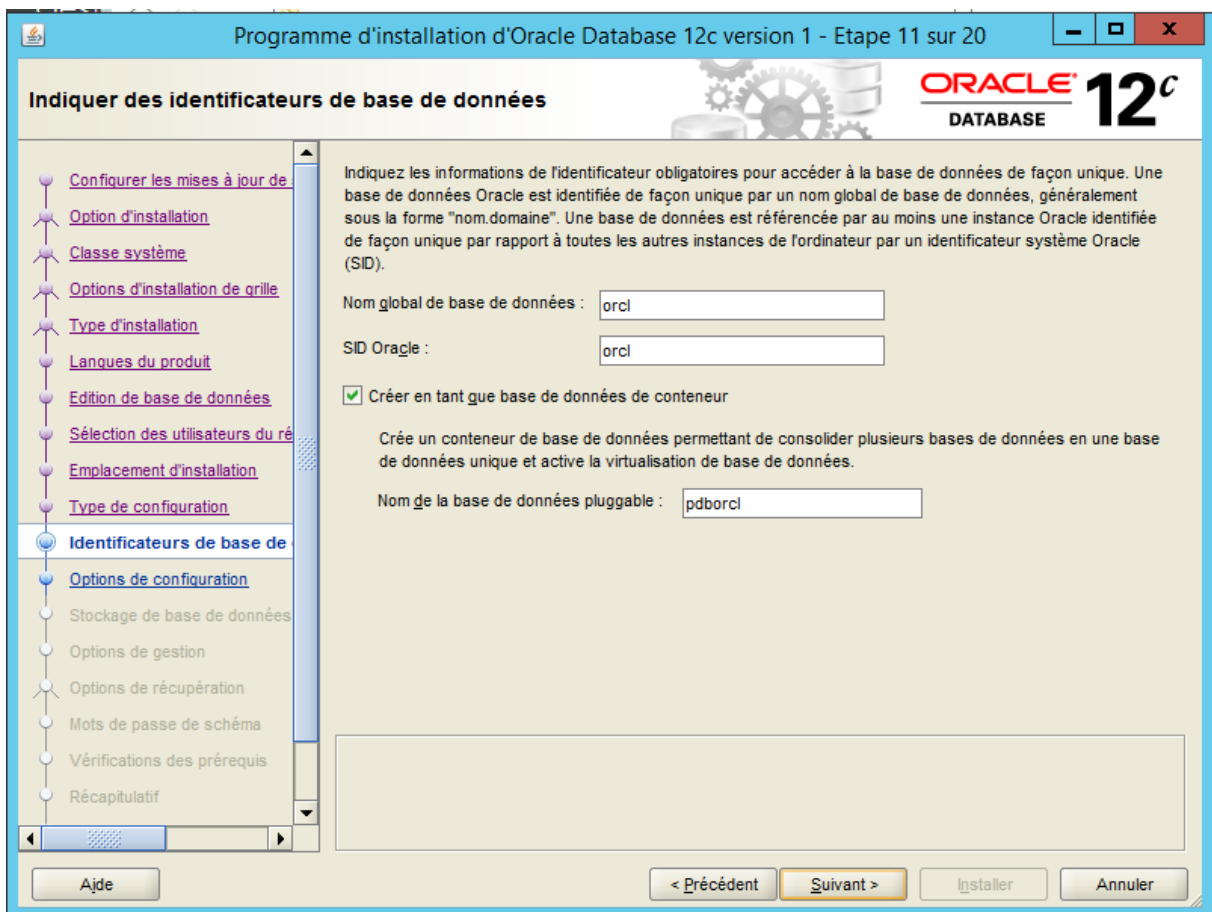 Programme d'installation d'Oracle Database 12c version 1 - Etape 11 sur 20
Indiquer des identificateurs de base de données
ORACLE
DATABASE
12c
Configurer les mises à jour de
Option d'installation
Classe système
Options d'installation de grille
Type d'installation
Langues du produit
Edition de base de données
Sélection des utilisateurs du ré
Emplacement d'installation
Type de configuration
Identificateurs de base de
Options de configuration
Stockage de base de données
Options de gestion
Options de récupération
Mots de passe de schéma
Vérifications des prérequis
Récapitulatif
Indiquez les informations de l'identificateur obligatoires pour accéder à la base de données de façon unique. Une
base de données Oracle est identifiée de façon unique par un nom global de base de données, généralement
sous la forme "nom.domaine". Une base de données est référencée par au moins une instance Oracle identifiée
de façon unique par rapport à toutes les autres instances de l'ordinateur par un identificateur système Oracle
(SID).
Nom global de base de données : orcl
SID Oracle : orcl
Créer en tant que base de données de conteneur
Crée un conteneur de base de données permettant de consolider plusieurs bases de données en une base
de données unique et active la virtualisation de base de données.
Nom de la base de données pluggable : pdborcl
Aide
< Précédent
Suivant >
Installer
Annuler